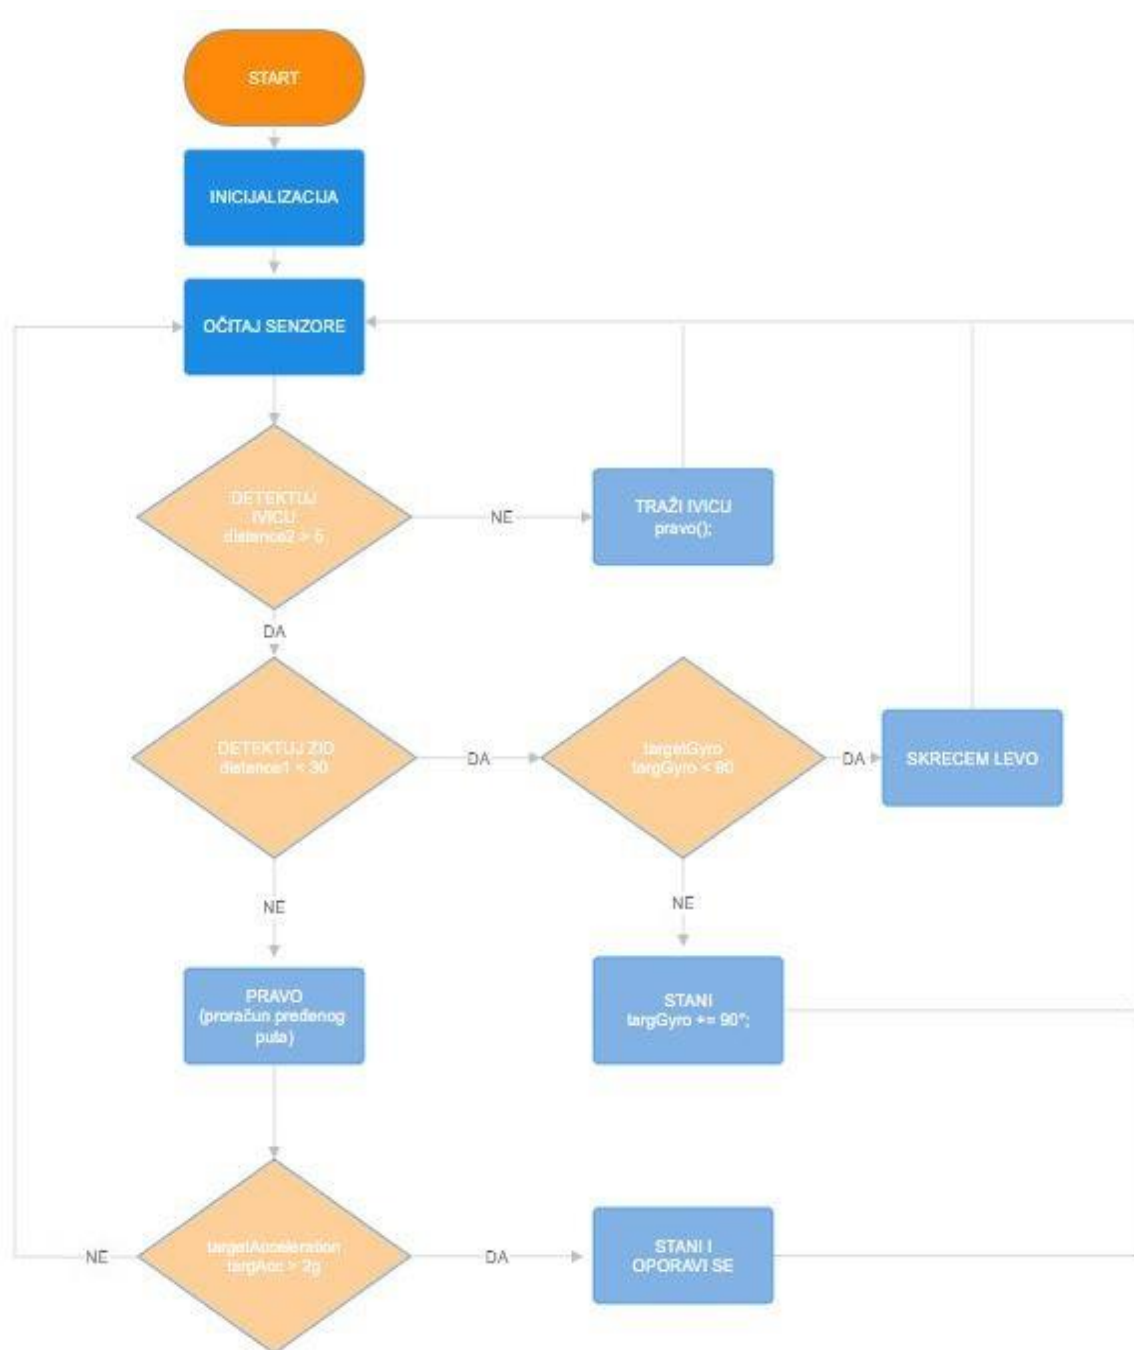 START
INICIJALIZACIJA
OČITAJ SENZORE
DETEKTUJ
IVICU
distance2 > 5
NE
TRAŽI IVICU
pravo();
DA
DETEKTUJ ZID
distance1 < 30
DA
targetGyro
targGyro < 90
DA
SKRECEM LEVO
NE
NE
PRAVO
(proračun pređenog
puta)
STANI
targGyro += 90°;
NE
targetAcceleration
targAcc > 2g
DA
STANI I
OPORAVI SE